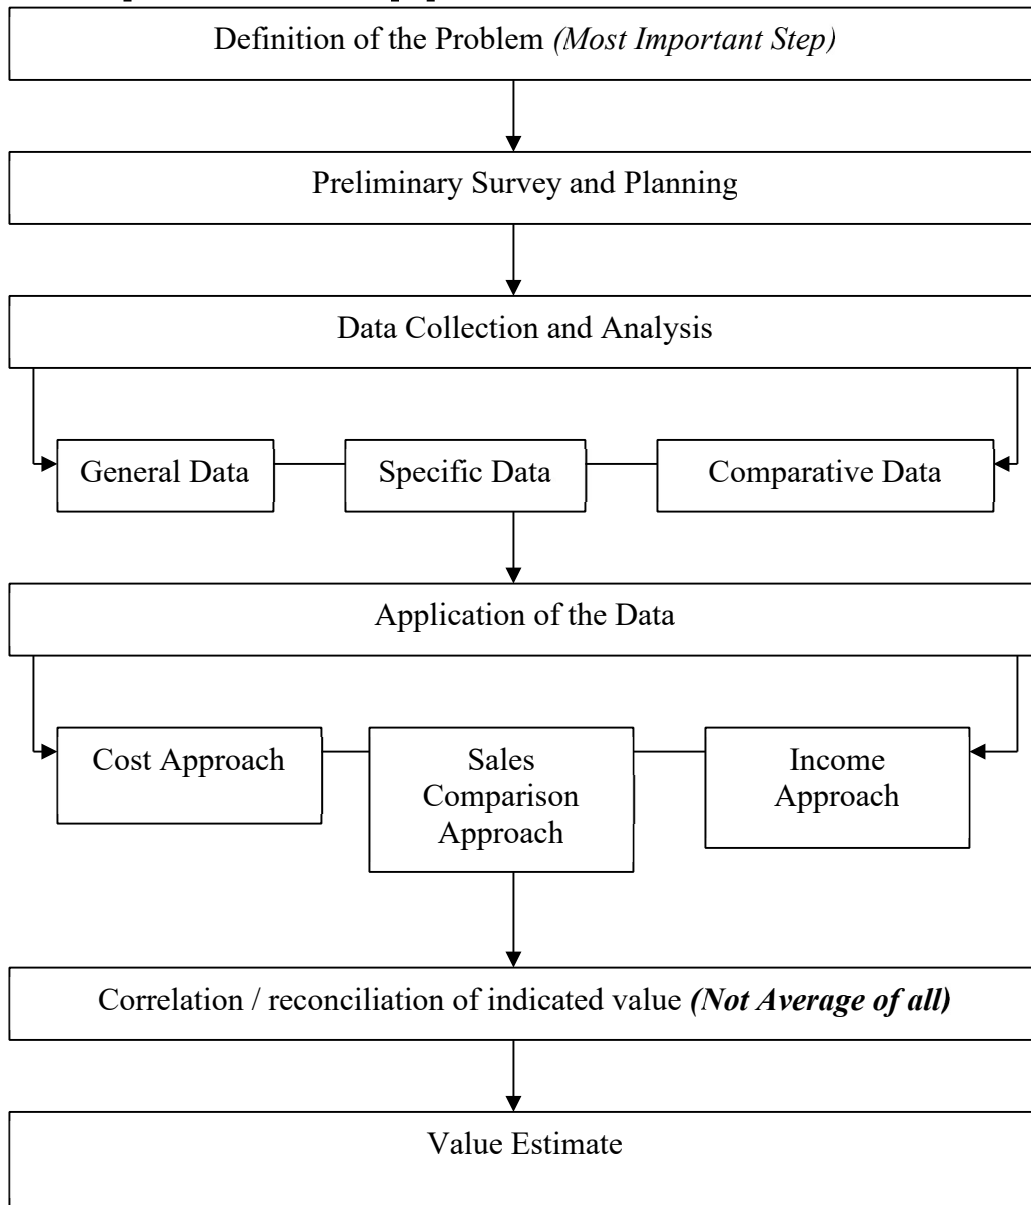 Definition of the Problem (Most Important Step)
Preliminary Survey and Planning
Data Collection and Analysis
General Data
Specific Data
Comparative Data
Application of the Data
Cost Approach
Sales
Comparison
Approach
Income
Approach
Correlation / reconciliation of indicated value (Not Average of all)
Value Estimate